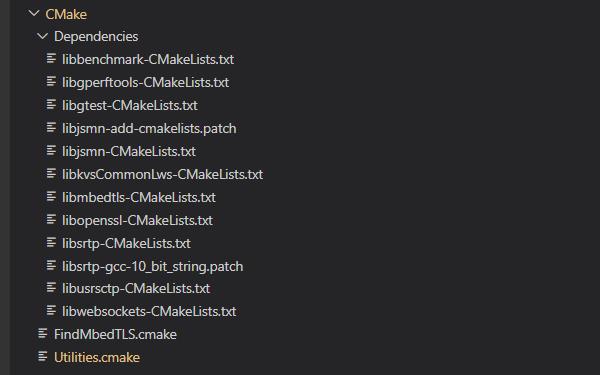 CMake
Dependencies
libbenchmark-CMakeLists.txt
libgperftools-CMakeLists.txt
libgtest-CMakeLists.txt
libjsmn-add-cmakelists.patch
libjsmn-CMakeLists.txt
libkvsCommonLws-CMakeLists.txt
libmbedtls-CMakeLists.txt
libopenssl-CMakeLists.txt
libsrtp-CMakeLists.txt
libsrtp-gcc-10_bit_string.patch
libusrsctp-CMakeLists.txt
libwebsockets-CMakeLists.txt
FindMbedTLS.cmake
Utilities.cmake